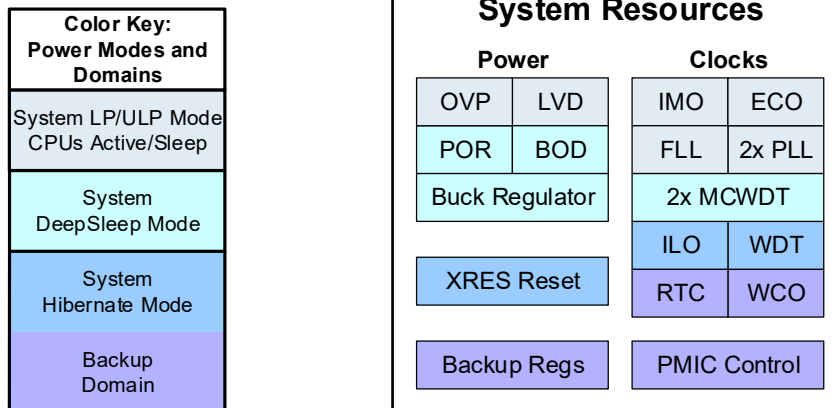 Color Key:
Power Modes and
Domains
System LP/ULP Mode
CPUs Active/Sleep
System
DeepSleep Mode
System
Hibernate Mode
Backup
Domain
System Resources
Power
OVP
LVD
POR
BOD
Buck Regulator
XRES Reset
Backup Regs
Clocks
IMO
ECO
FLL
2x PLL
2x MCWDT
ILO
WDT
RTC
WCO
PMIC Control